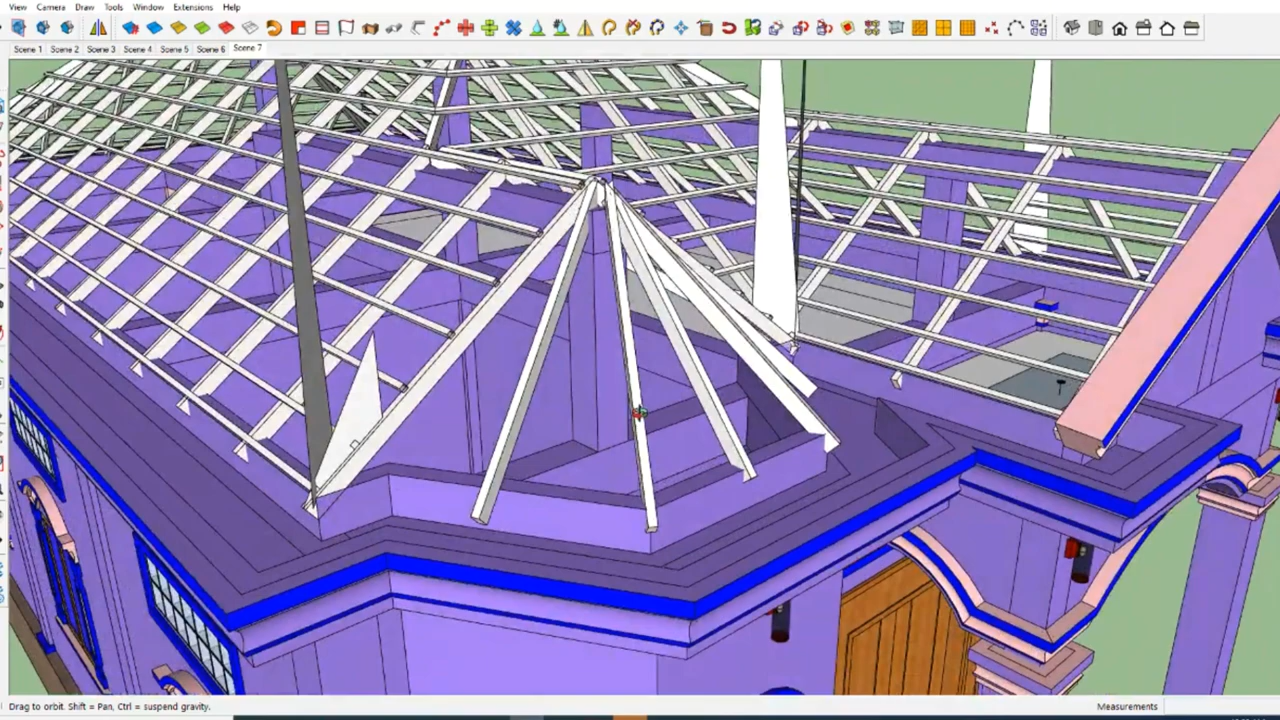 View Camera Draw Tools Window Extensions Help
Scene 1 Scene 2 Scene 3 Scene 4 Scene 5 Scene 6 Scene 7
Drag to orbit. Shift = Pan, Ctrl = suspend gravity. Measurements